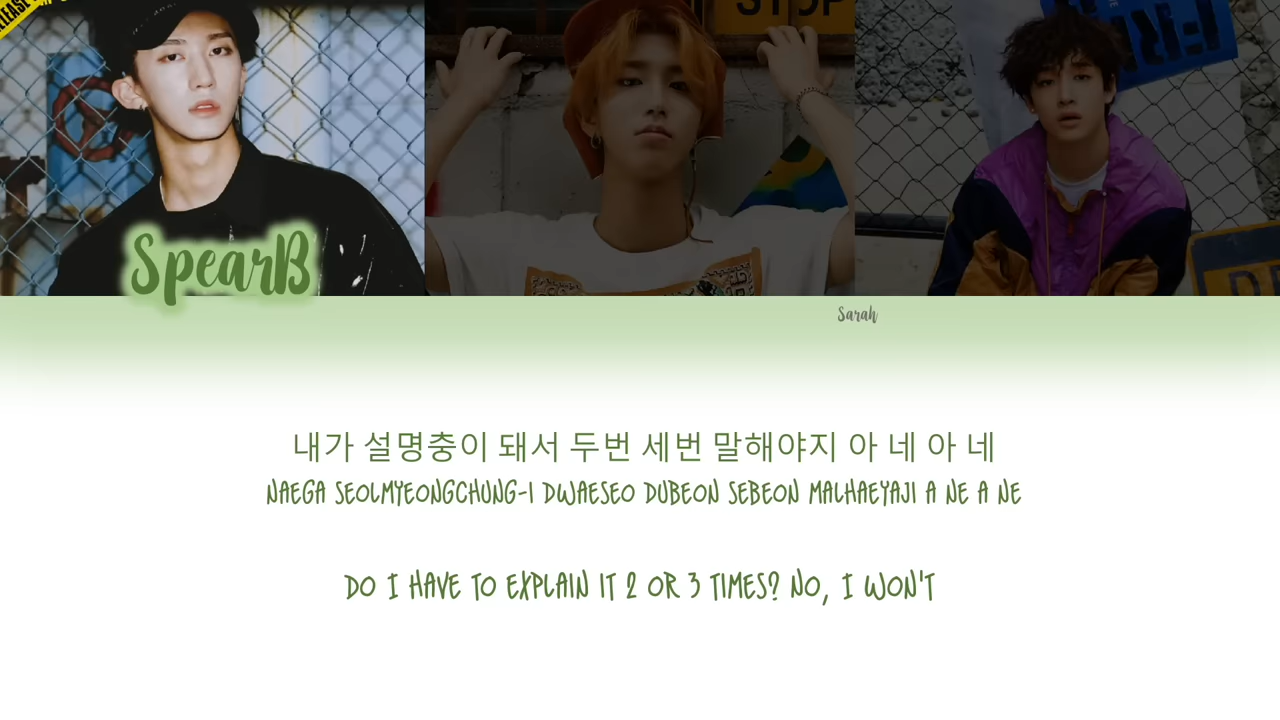 STOP
SpearB
Sarah
내가 설명충이 돼서 두번 세번 말해야지 아 네 아 네
NAEGA SEOLMYEONGCHUNG-I DWAESEO DUBEON SEBEON MALHAEYAJI A NE A NE
DO I HAVE TO EXPLAIN IT 2 OR 3 TIMES? NO, I WON'T